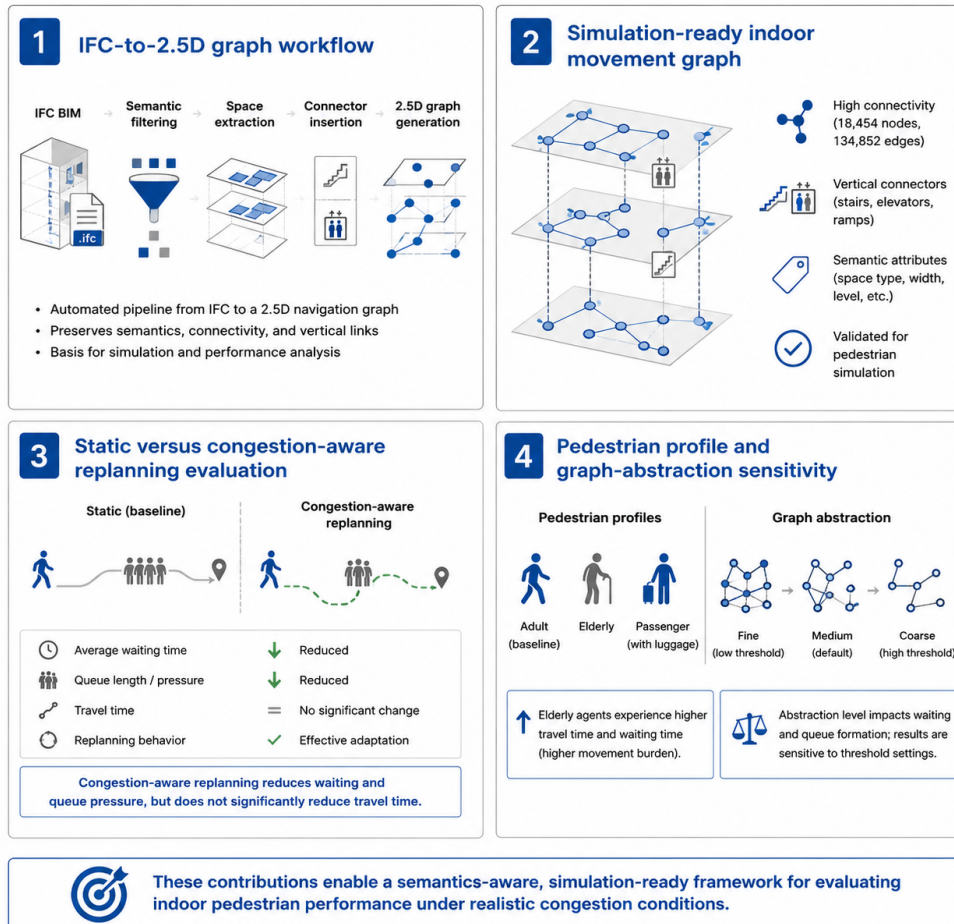 1
IFC-to-2.5D graph workflow
IFC BIM
Semantic
filtering
Space
extraction
Connector
insertion
2.5D graph
generation
.ifc
• Automated pipeline from IFC to a 2.5D navigation graph
• Preserves semantics, connectivity, and vertical links
• Basis for simulation and performance analysis
2
Simulation-ready indoor
movement graph
High connectivity
(18,454 nodes,
134,852 edges)
Vertical connectors
(stairs, elevators,
ramps)
Semantic attributes
(space type, width,
level, etc.)
Validated for
pedestrian
simulation
3
Static versus congestion-aware
replanning evaluation
Static (baseline)
Congestion-aware
replanning
Average waiting time
Reduced
Queue length / pressure
Reduced
Travel time
No significant change
Replanning behavior
Effective adaptation
Congestion-aware replanning reduces waiting and
queue pressure, but does not significantly reduce travel time.
4
Pedestrian profile and
graph-abstraction sensitivity
Pedestrian profiles
Adult
(baseline)
Elderly
Passenger
(with luggage)
Graph abstraction
Fine
(low threshold)
Medium
(default)
Coarse
(high threshold)
Elderly agents experience higher
travel time and waiting time
(higher movement burden).
Abstraction level impacts waiting
and queue formation; results are
sensitive to threshold settings.
These contributions enable a semantics-aware, simulation-ready framework for evaluating
indoor pedestrian performance under realistic congestion conditions.